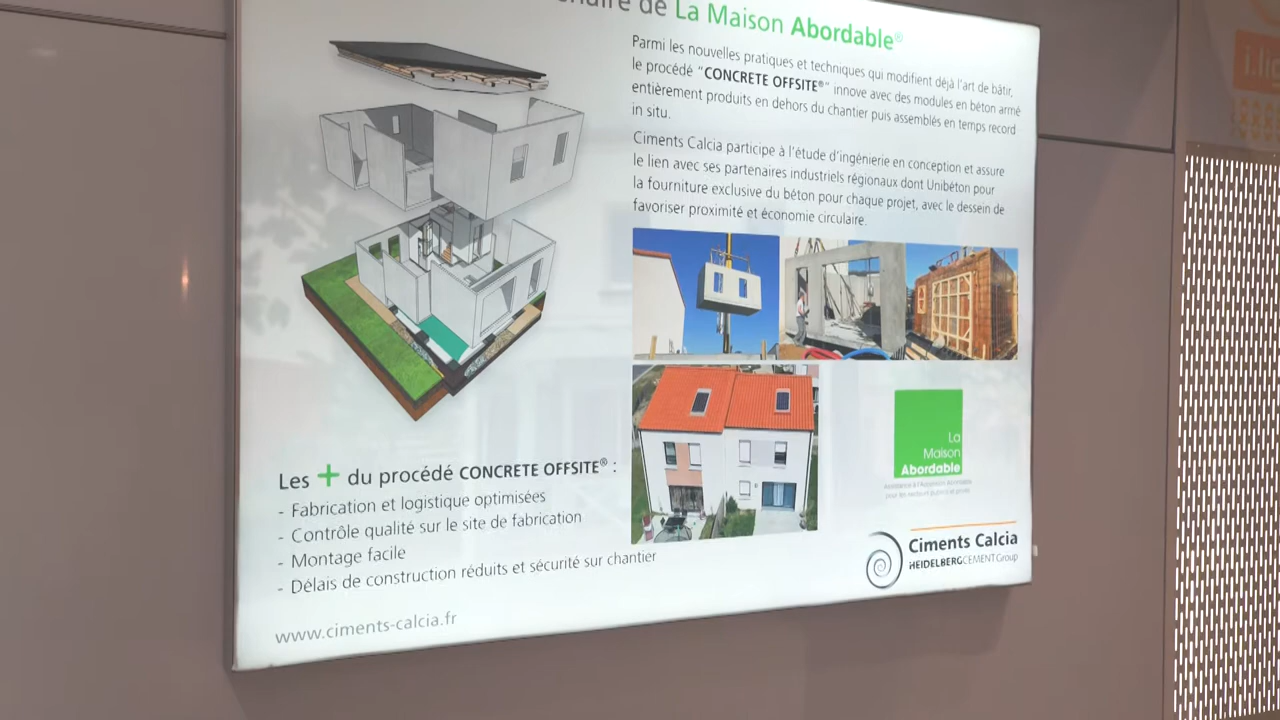 de La Maison Abordable®
Parmi les nouvelles pratiques et techniques qui modifient déjà l'art de bâtir,
le procédé "CONCRETE OFFSITE®" innove avec des modules en béton armé
entièrement produits en dehors du chantier puis assemblés en temps record
in situ.
Ciments Calcia participe à l'étude d'ingénierie en conception et assure
le lien avec ses partenaires industriels régionaux dont Unibéton pour
la fourniture exclusive du béton pour chaque projet, avec le dessein de
favoriser proximité et économie circulaire.
Les + du procédé CONCRETE OFFSITE® :
- Fabrication et logistique optimisées
- Contrôle qualité sur le site de fabrication
- Montage facile
- Délais de construction réduits et sécurité sur chantier
www.ciments-calcia.fr
La
Maison
Abordable
Ciments Calcia
HEIDELBERGCEMENT Group